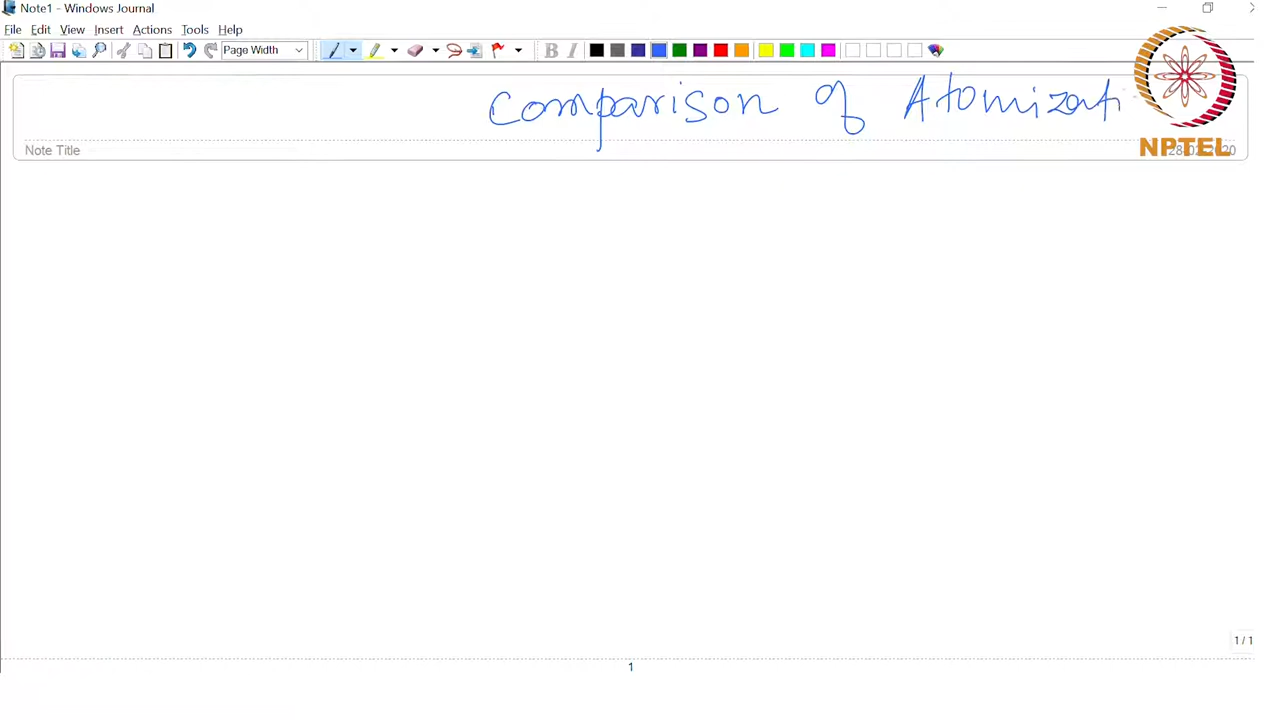 Note1 - Windows Journal
File Edit View Insert Actions Tools Help
Page Width B I
Comparison of Atomizati
NPTEL
Note Title
1 / 1
1